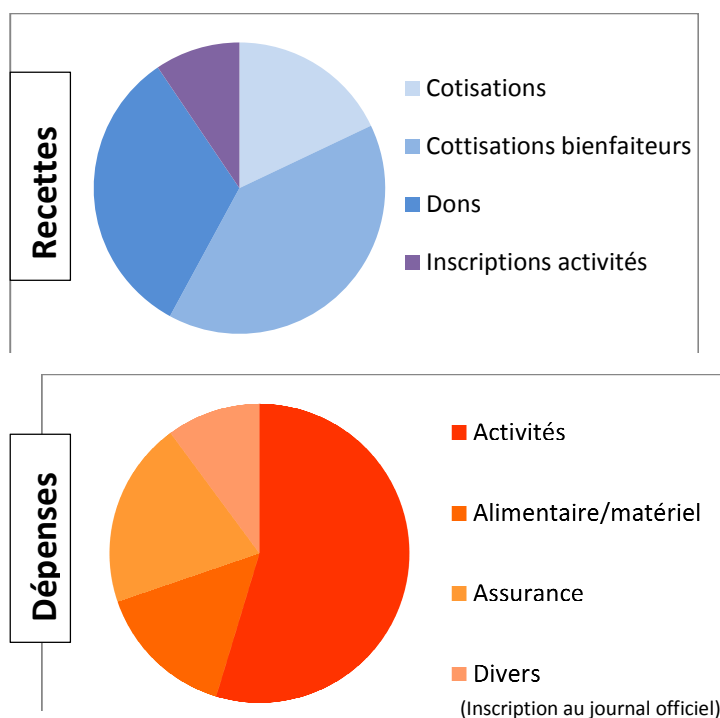 Recettes
Cotisations
Cottisations bienfaiteurs
Dons
Inscriptions activités
Dépenses
Activités
Alimentaire/matériel
Assurance
Divers
(Inscription au journal officiel)